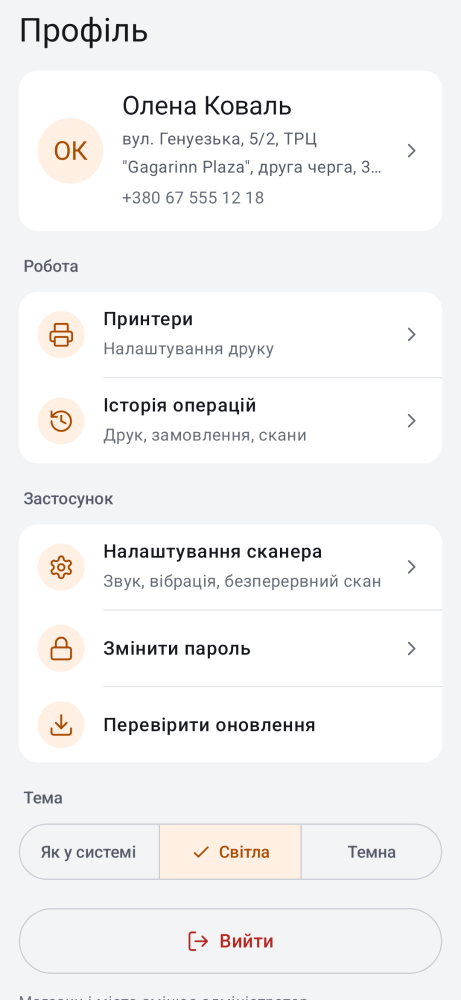 Профіль
ОК
Олена Коваль
вул. Генуезька, 5/2, ТРЦ
"Gagarinn Plaza", друга черга, 3...
+380 67 555 12 18
Робота
Принтери
Налаштування друку
Історія операцій
Друк, замовлення, скани
Застосунок
Налаштування сканера
Звук, вібрація, безперервний скан
Змінити пароль
Перевірити оновлення
Тема
Як у системі
Світла
Темна
Вийти